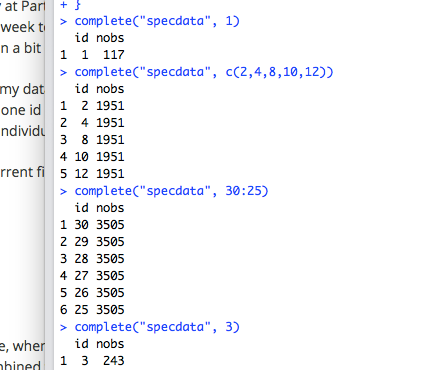 y at Part
week to
n a bit
my data
one id
ndividu
rrent fi
e, wher
mbined
+ }
> complete("specdata", 1)
id nobs
1 1 117
> complete("specdata", c(2,4,8,10,12))
id nobs
1 2 1951
2 4 1951
3 8 1951
4 10 1951
5 12 1951
> complete("specdata", 30:25)
id nobs
1 30 3505
2 29 3505
3 28 3505
4 27 3505
5 26 3505
6 25 3505
> complete("specdata", 3)
id nobs
1 3 243